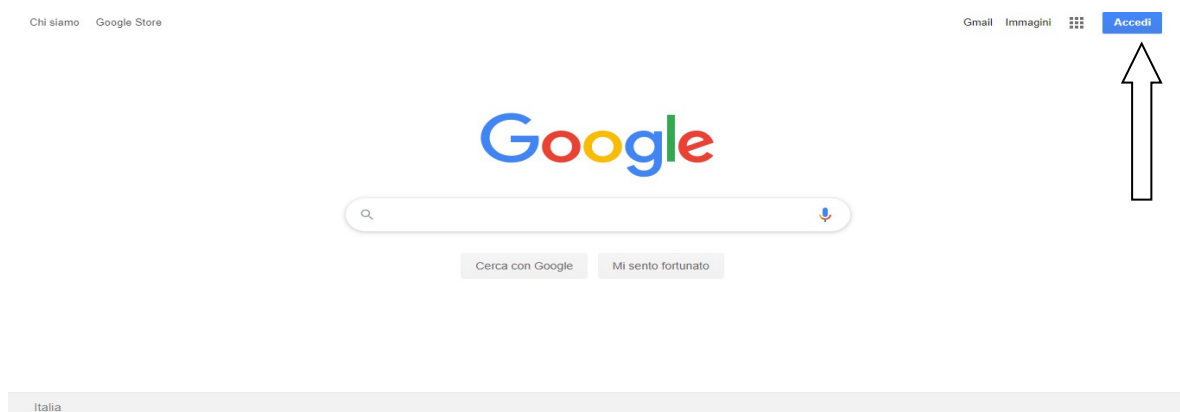 Chi siamo Google Store Gmail Immagini Accedi
Google
Cerca con Google Mi sento fortunato
Italia